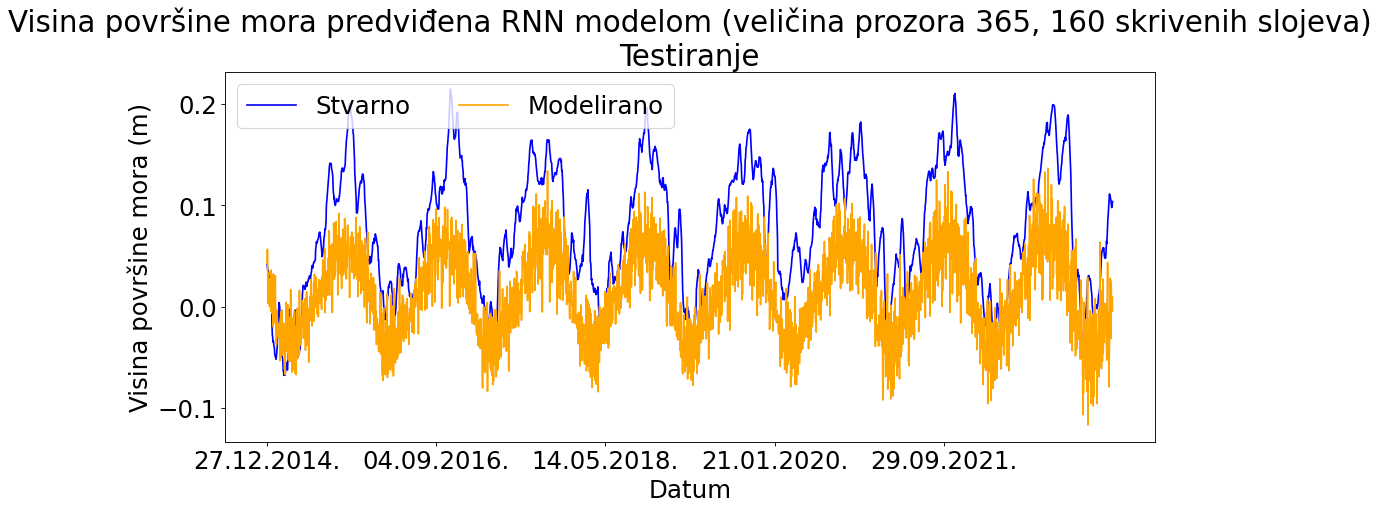 Visina površine mora predviđena RNN modelom (veličina prozora 365, 160 skrivenih slojeva)
Testiranje
Stvarno Modelirano
Visina površine mora (m)
0.2
0.1
0.0
−0.1
27.12.2014. 04.09.2016. 14.05.2018. 21.01.2020. 29.09.2021.
Datum